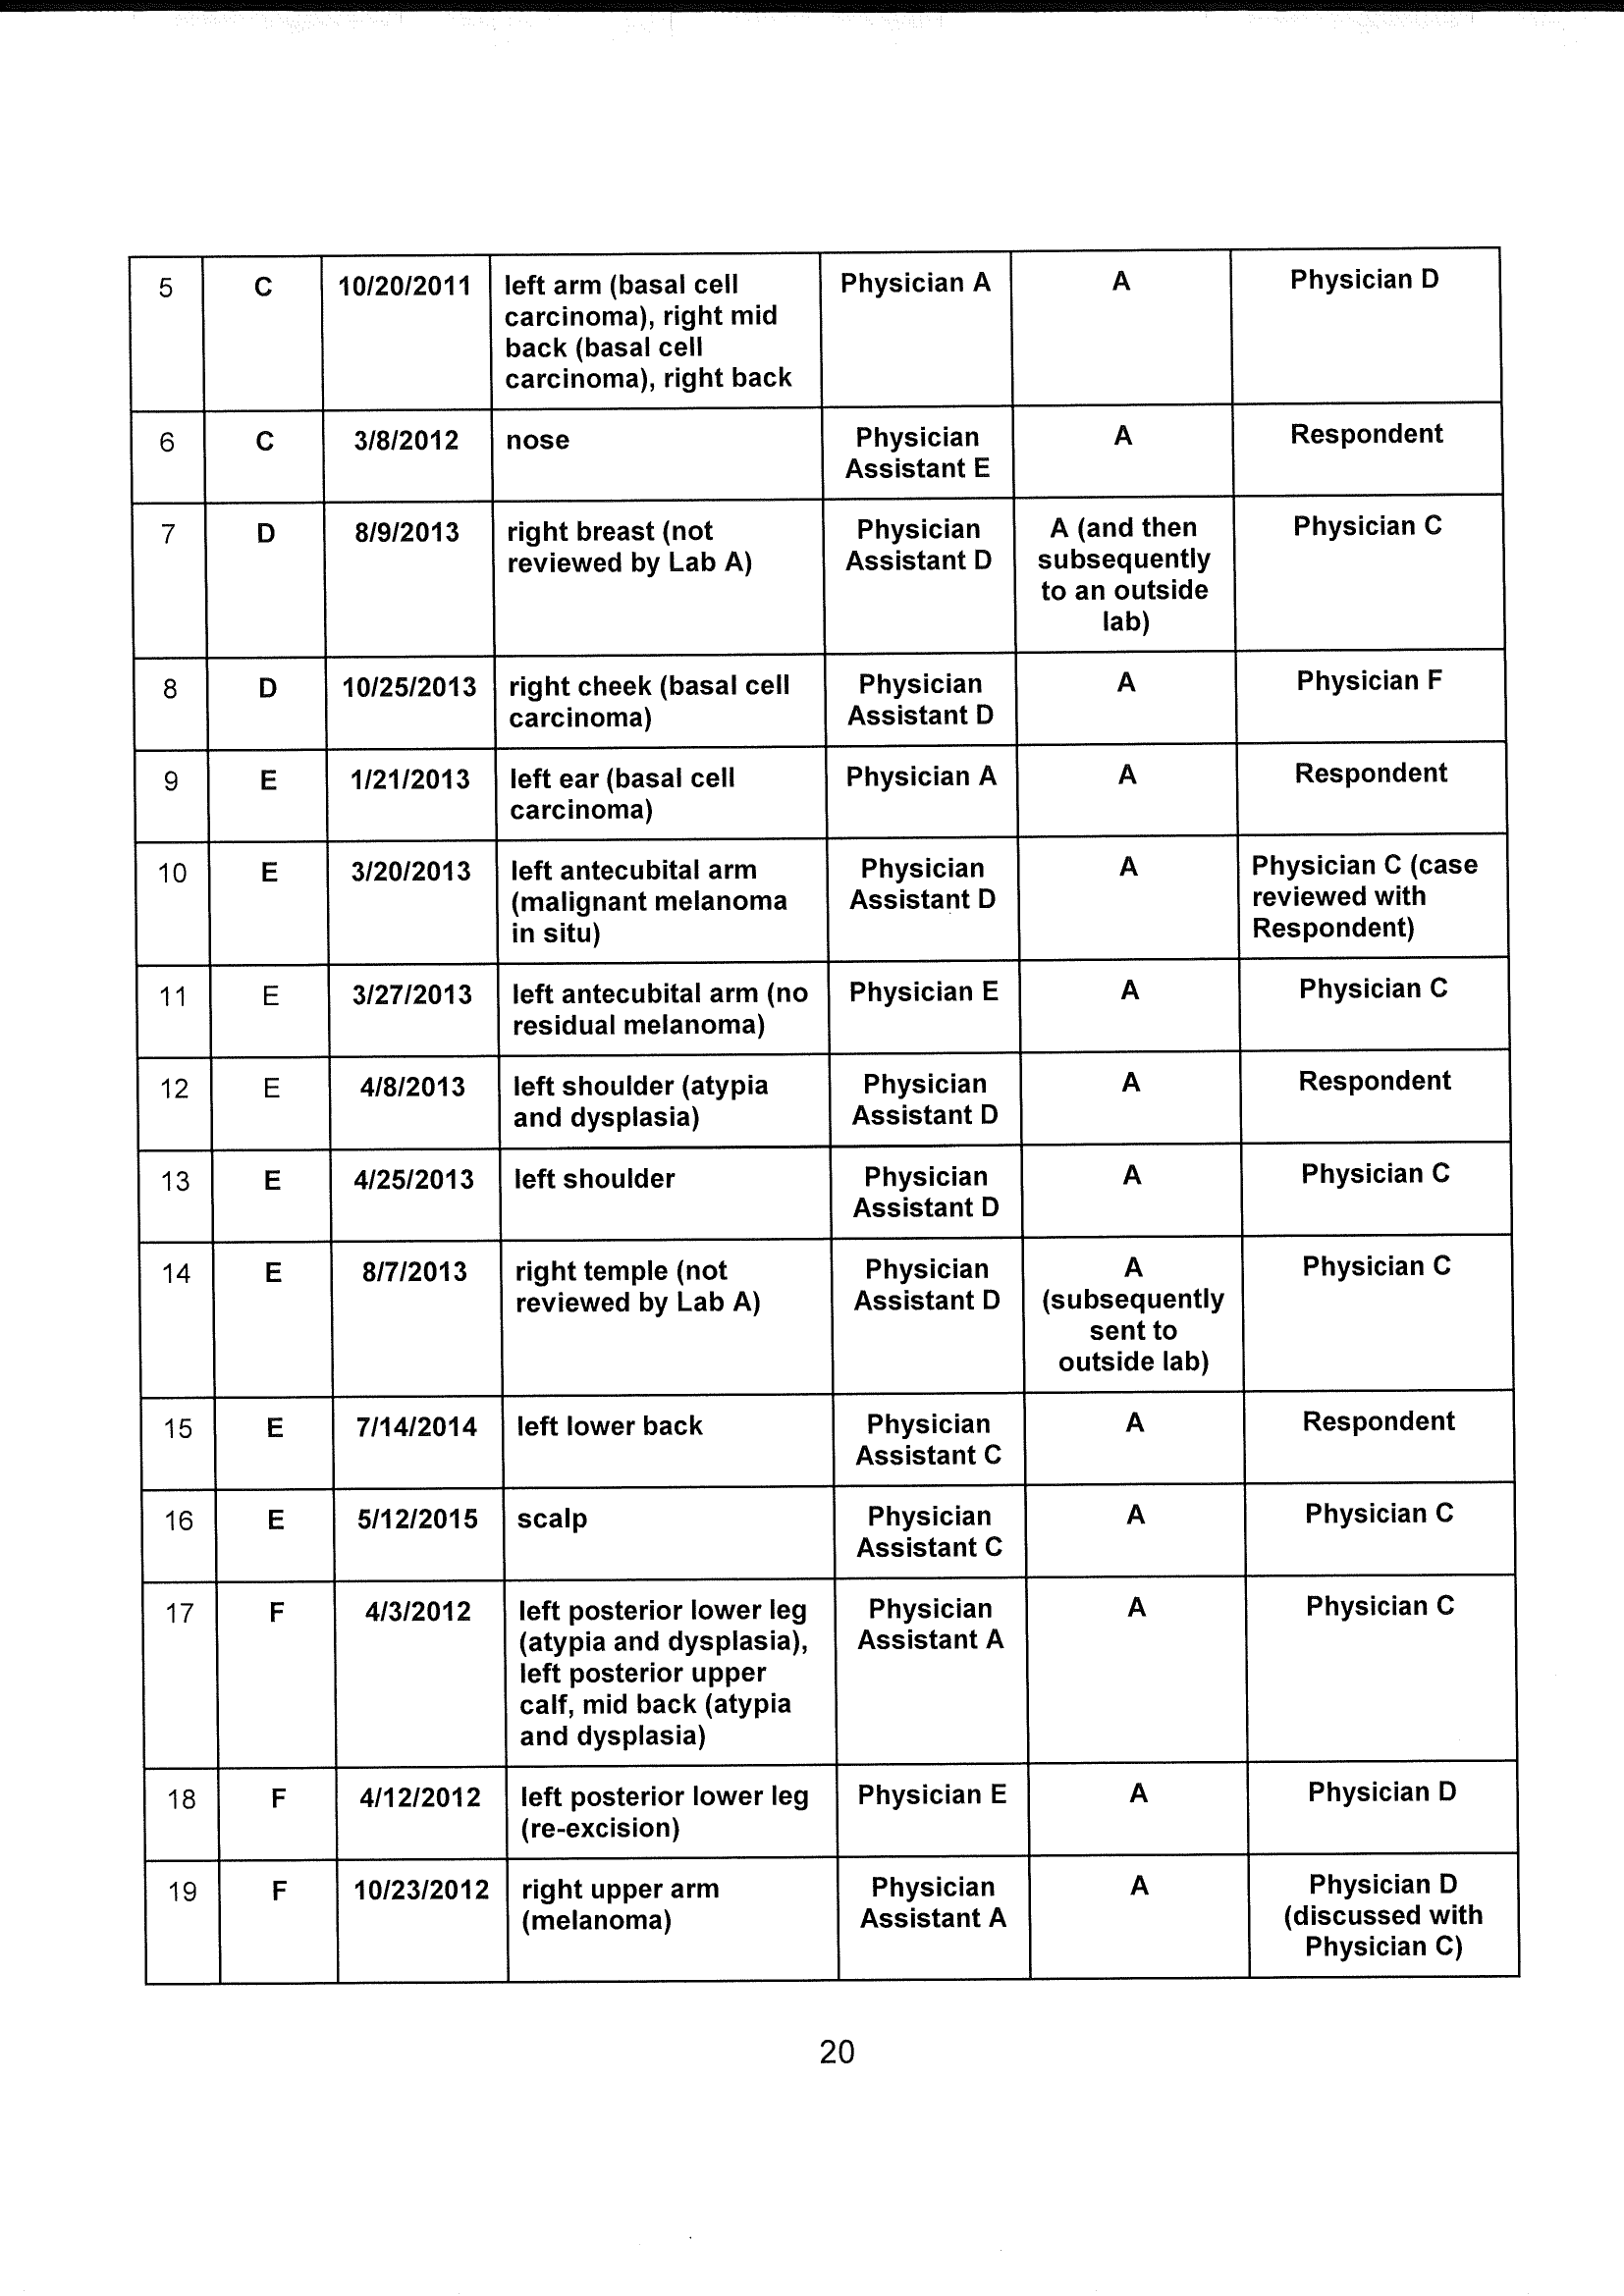 5 C 10/20/2011 left arm (basal cell Physician A A Physician D
carcinoma), right mid
back (basal cell
carcinoma), right back
6 C 3/8/2012 nose Physician A Respondent
Assistant E
7 D 8/9/2013 right breast (not Physician A (and then Physician C
reviewed by Lab A) Assistant D subsequently
to an outside
lab)
8 D 10/25/2013 right cheek (basal cell Physician A Physician F
carcinoma) Assistant D
9 E 1/21/2013 left ear (basal cell Physician A A Respondent
carcinoma)
10 E 3/20/2013 left antecubital arm Physician A Physician C (case
(malignant melanoma Assistant D reviewed with
in situ) Respondent)
11 E 3/27/2013 left antecubital arm (no Physician E A Physician C
residual melanoma)
12 E 4/8/2013 left shoulder (atypia Physician A Respondent
and dysplasia) Assistant D
13 E 4/25/2013 left shoulder Physician A Physician C
Assistant D
14 E 8/7/2013 right temple (not Physician A Physician C
reviewed by Lab A) Assistant D (subsequently
sent to
outside lab)
15 E 7/14/2014 left lower back Physician A Respondent
Assistant C
16 E 5/12/2015 scalp Physician A Physician C
Assistant C
17 F 4/3/2012 left posterior lower leg Physician A Physician C
(atypia and dysplasia), Assistant A
left posterior upper
calf, mid back (atypia
and dysplasia)
18 F 4/12/2012 left posterior lower leg Physician E A Physician D
(re-excision)
19 F 10/23/2012 right upper arm Physician A Physician D
(melanoma) Assistant A (discussed with
Physician C)
20